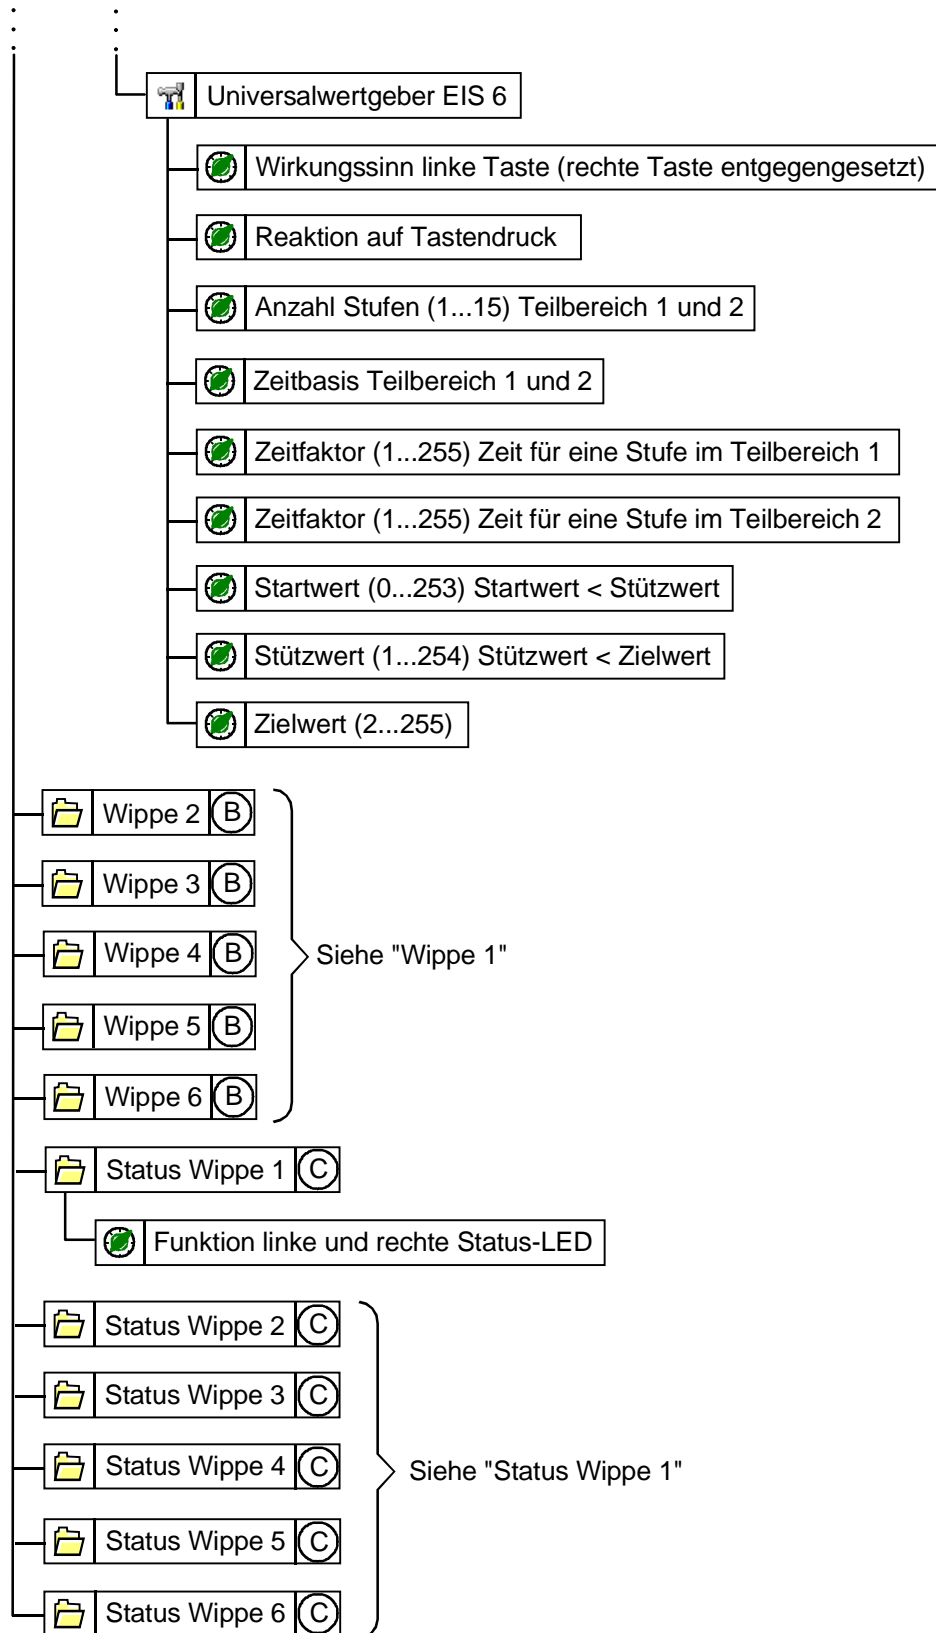 Universalwertgeber EIS 6
Wirkungssinn linke Taste (rechte Taste entgegengesetzt)
Reaktion auf Tastendruck
Anzahl Stufen (1...15) Teilbereich 1 und 2
Zeitbasis Teilbereich 1 und 2
Zeitfaktor (1...255) Zeit für eine Stufe im Teilbereich 1
Zeitfaktor (1...255) Zeit für eine Stufe im Teilbereich 2
Startwert (0...253) Startwert < Stützwert
Stützwert (1...254) Stützwert < Zielwert
Zielwert (2...255)
Wippe 2 B
Wippe 3 B
Wippe 4 B
Siehe "Wippe 1"
Wippe 5 B
Wippe 6 B
Status Wippe 1 C
Funktion linke und rechte Status-LED
Status Wippe 2 C
Status Wippe 3 C
Status Wippe 4 C
Siehe "Status Wippe 1"
Status Wippe 5 C
Status Wippe 6 C